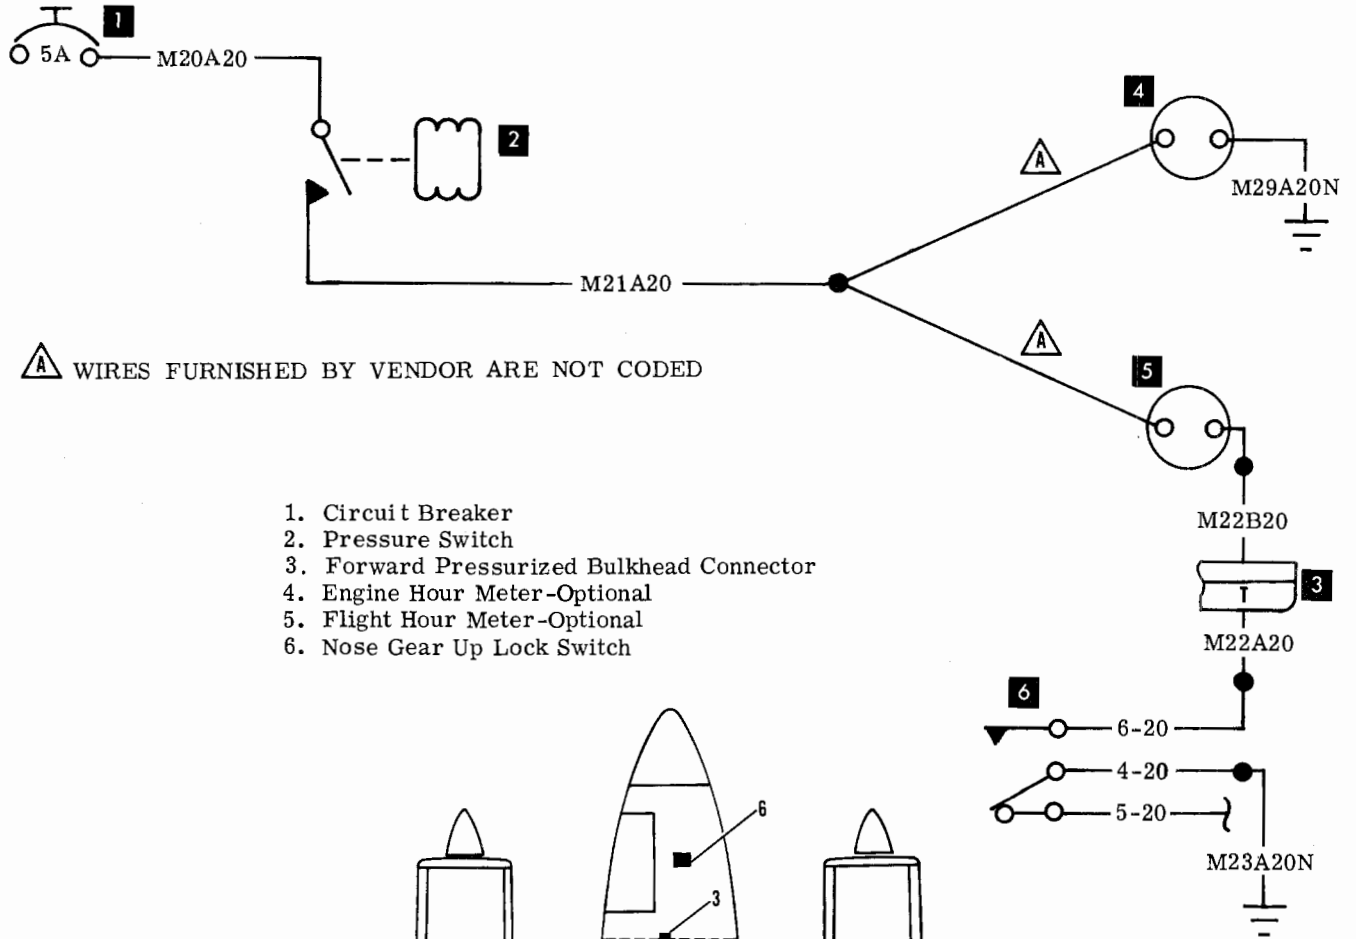 1
5A
M20A20
2
4
A
M29A20N
M21A20
A
5
A WIRES FURNISHED BY VENDOR ARE NOT CODED
1. Circuit Breaker
2. Pressure Switch
3. Forward Pressurized Bulkhead Connector
4. Engine Hour Meter-Optional
5. Flight Hour Meter-Optional
6. Nose Gear Up Lock Switch
M22B20
3
T
M22A20
6
6-20
4-20
5-20
M23A20N
6
3